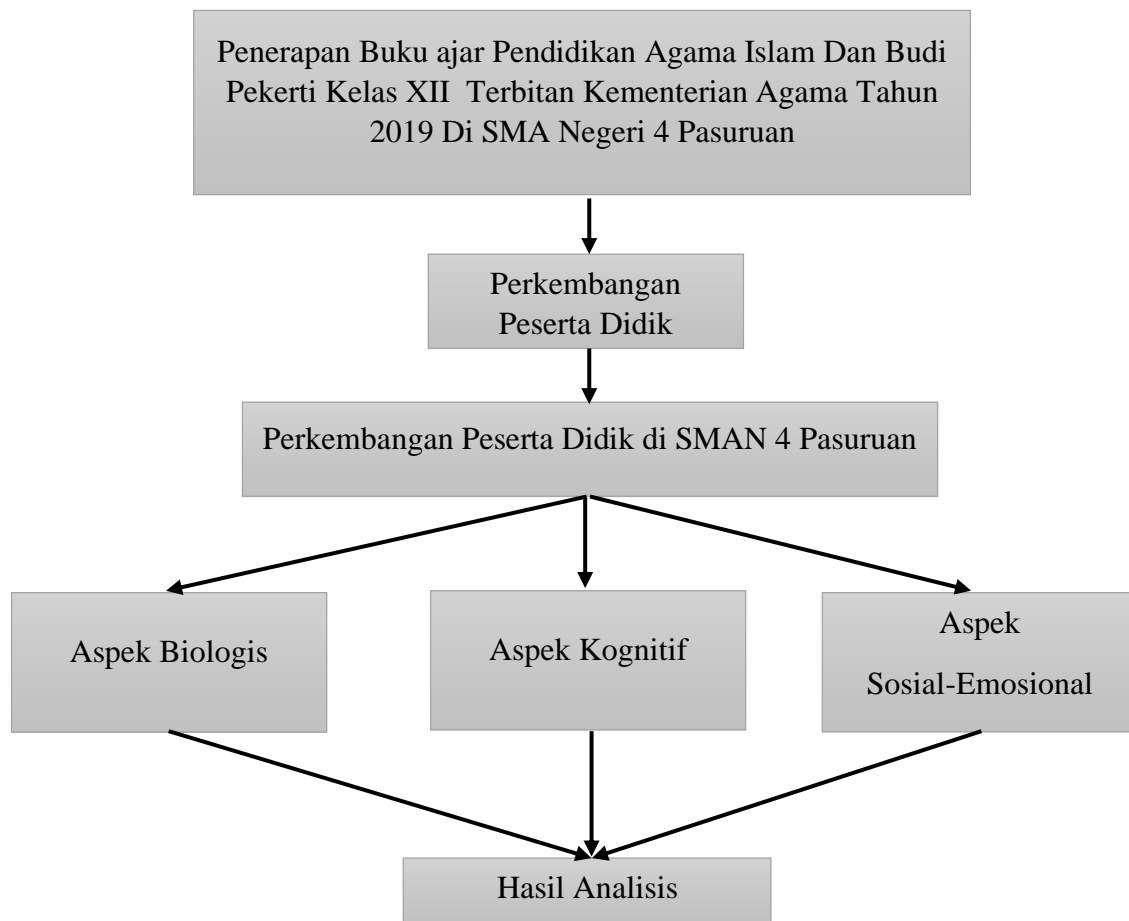 Penerapan Buku ajar Pendidikan Agama Islam Dan Budi
Pekerti Kelas XII  Terbitan Kementerian Agama Tahun
2019 Di SMA Negeri 4 Pasuruan
Perkembangan
Peserta Didik
Perkembangan Peserta Didik di SMAN 4 Pasuruan
Aspek Biologis
Aspek Kognitif
Aspek
Sosial-Emosional
Hasil Analisis